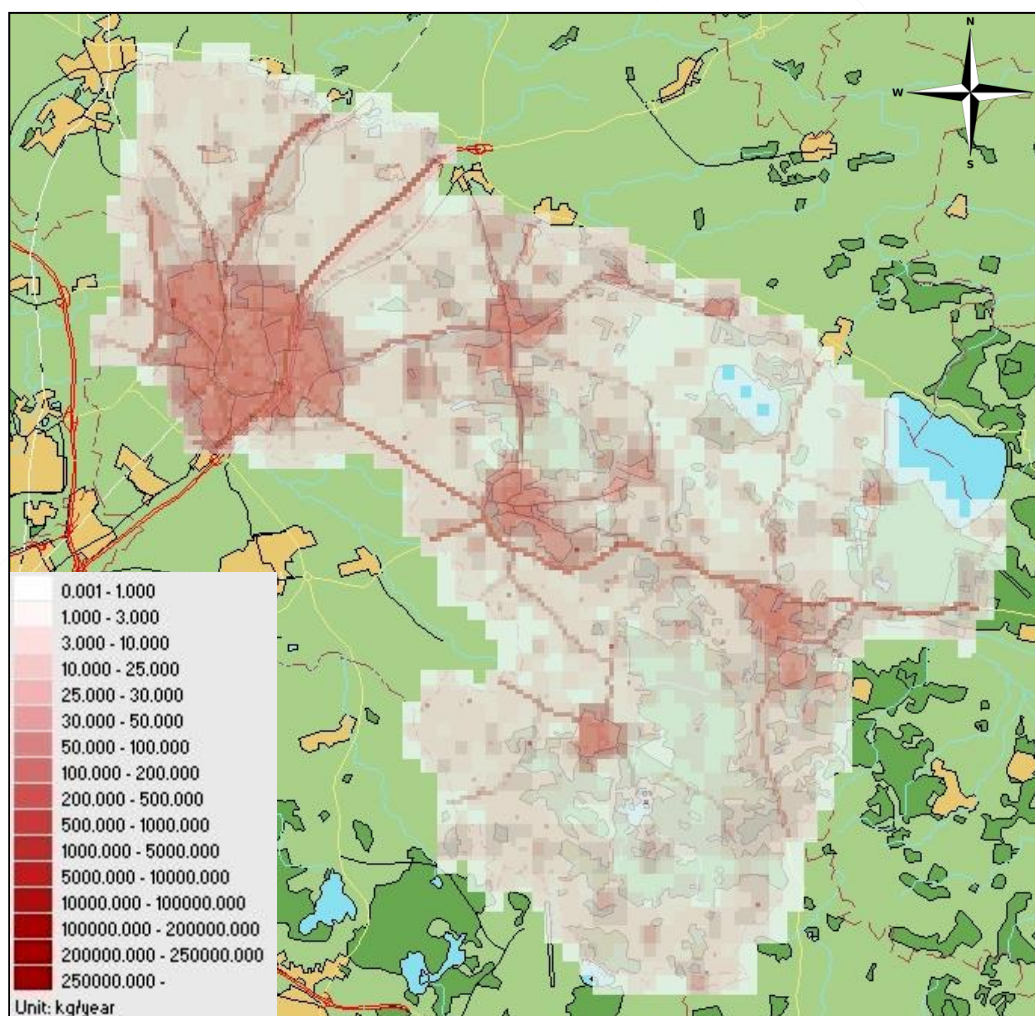 N
W
S
0.001 - 1.000
1.000 - 3.000
3.000 - 10.000
10.000 - 25.000
25.000 - 30.000
30.000 - 50.000
50.000 - 100.000
100.000 - 200.000
200.000 - 500.000
500.000 - 1000.000
1000.000 - 5000.000
5000.000 - 10000.000
10000.000 - 100000.000
100000.000 - 200000.000
200000.000 - 250000.000
250000.000 -
Unit: kg/year